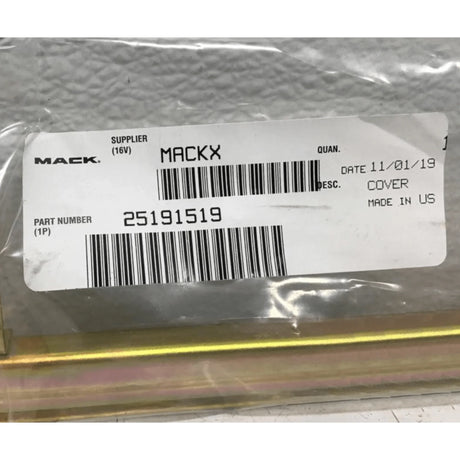 MACK®
SUPPLIER
(16V)
MACKX
QUAN.
1
DATE 11/01/19
DESC. COVER
MADE IN US
PART NUMBER
(1P)
25191519